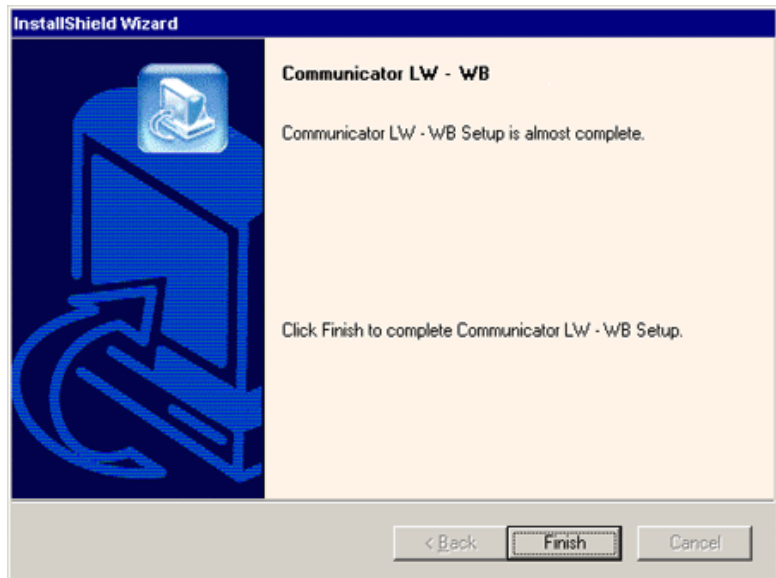 InstallShield Wizard
Communicator LW - WB
Communicator LW - WB Setup is almost complete.
Click Finish to complete Communicator LW - WB Setup.
< Back Finish Cancel